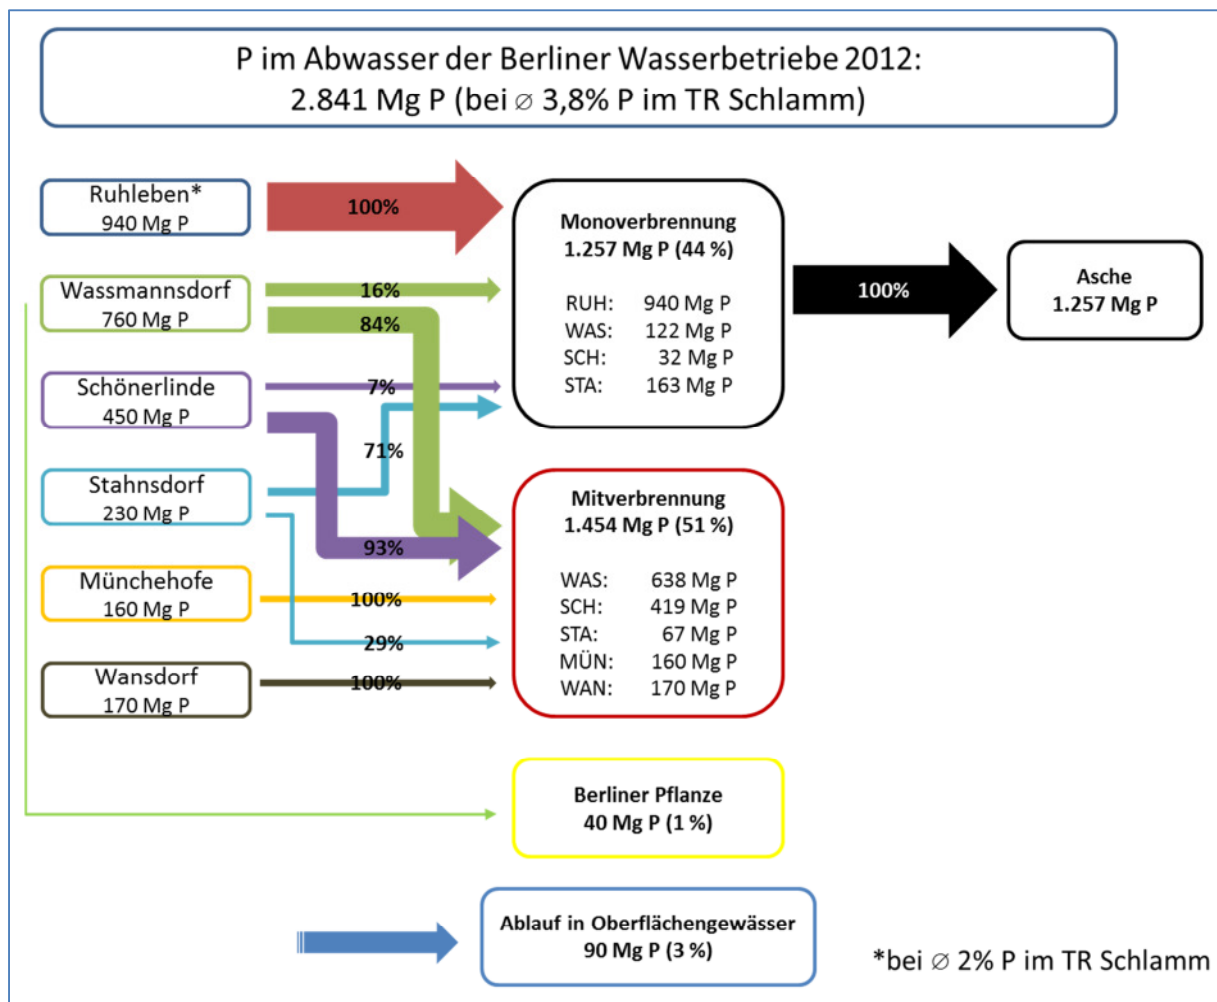 P im Abwasser der Berliner Wasserbetriebe 2012:
2.841 Mg P (bei ⌀ 3,8% P im TR Schlamm)
Ruhleben*
940 Mg P
100%
Wassmannsdorf
760 Mg P
16%
84%
Schönerlinde
450 Mg P
7%
71%
Stahnsdorf
230 Mg P
93%
Münchehofe
160 Mg P
100%
29%
Wansdorf
170 Mg P
100%
Monoverbrennung
1.257 Mg P (44 %)
RUH: 940 Mg P
WAS: 122 Mg P
SCH: 32 Mg P
STA: 163 Mg P
100%
Asche
1.257 Mg P
Mitverbrennung
1.454 Mg P (51 %)
WAS: 638 Mg P
SCH: 419 Mg P
STA: 67 Mg P
MÜN: 160 Mg P
WAN: 170 Mg P
Berliner Pflanze
40 Mg P (1 %)
Ablauf in Oberflächengewässer
90 Mg P (3 %)
*bei ⌀ 2% P im TR Schlamm